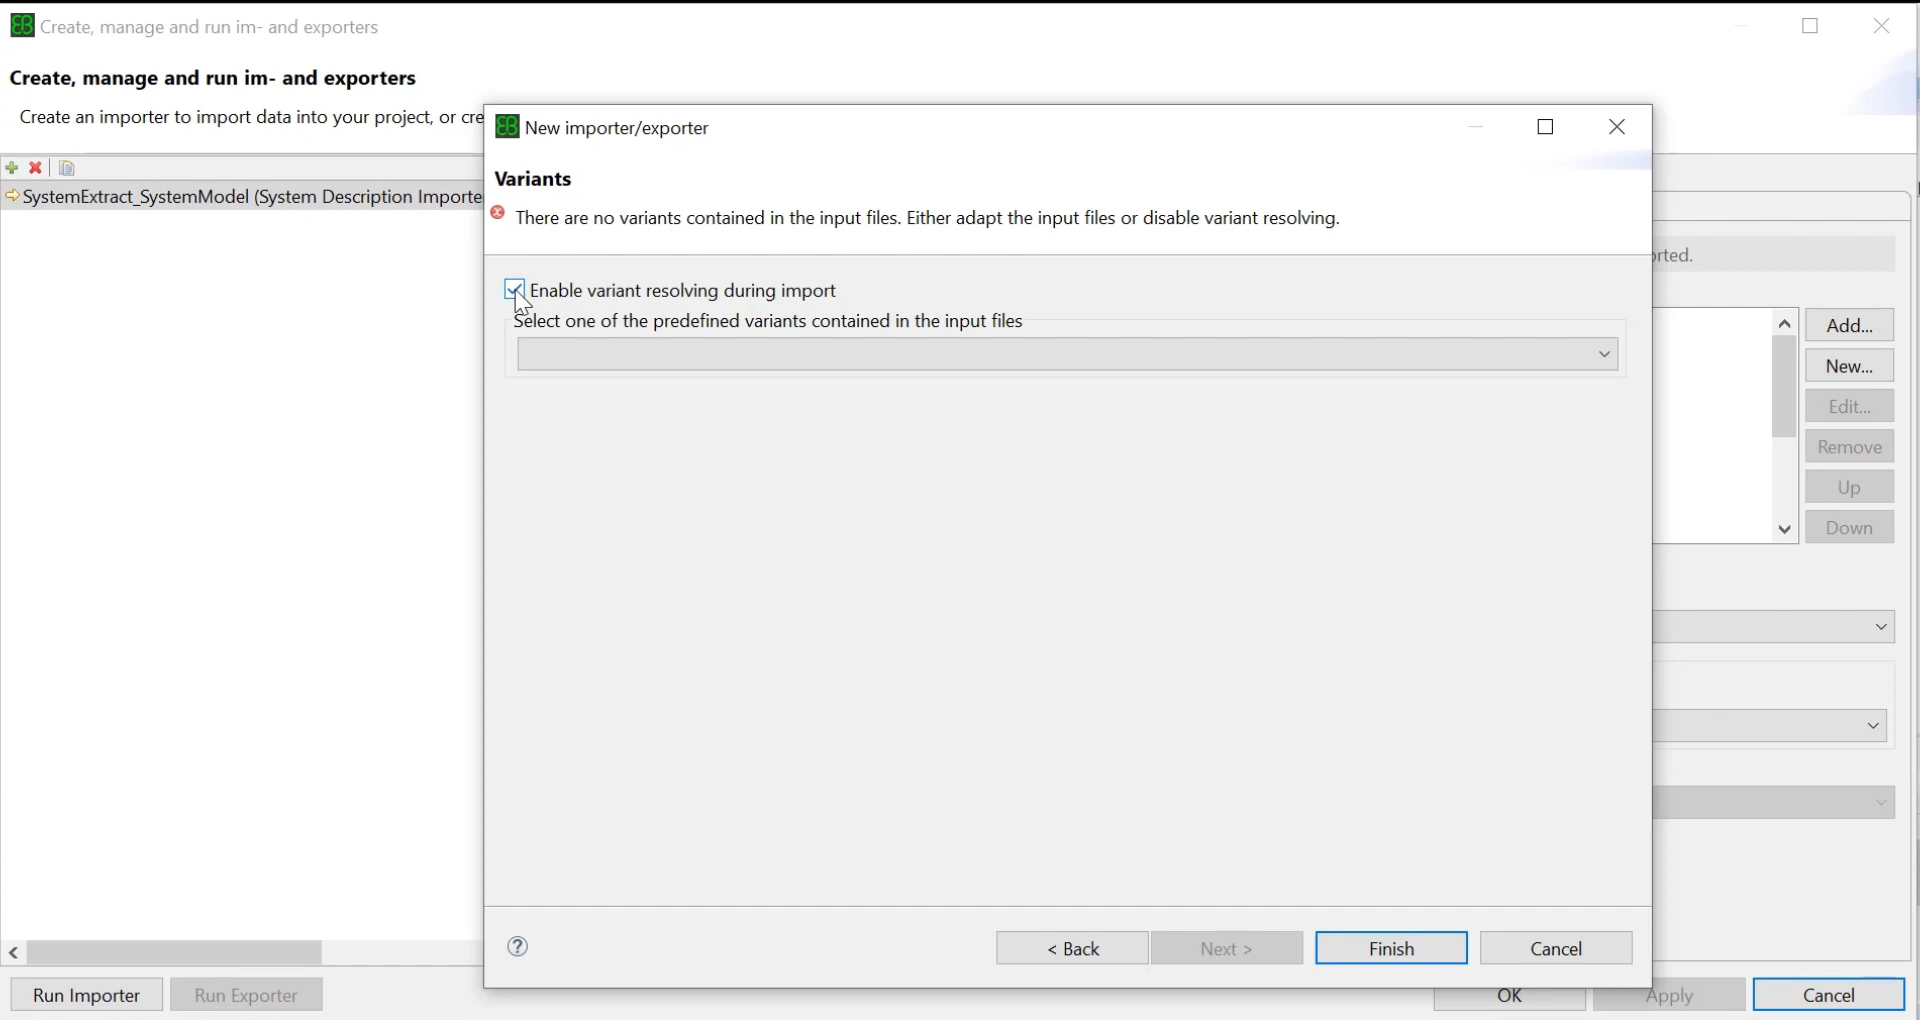 Create, manage and run im- and exporters
Create, manage and run im- and exporters
Create an importer to import data into your project, or cre
SystemExtract_SystemModel (System Description Importe
New importer/exporter
Variants
There are no variants contained in the input files. Either adapt the input files or disable variant resolving.
Enable variant resolving during import
Select one of the predefined variants contained in the input files
orted.
Add...
New...
Edit...
Remove
Up
Down
< Back
Next >
Finish
Cancel
Run Importer
Run Exporter
OK
Apply
Cancel